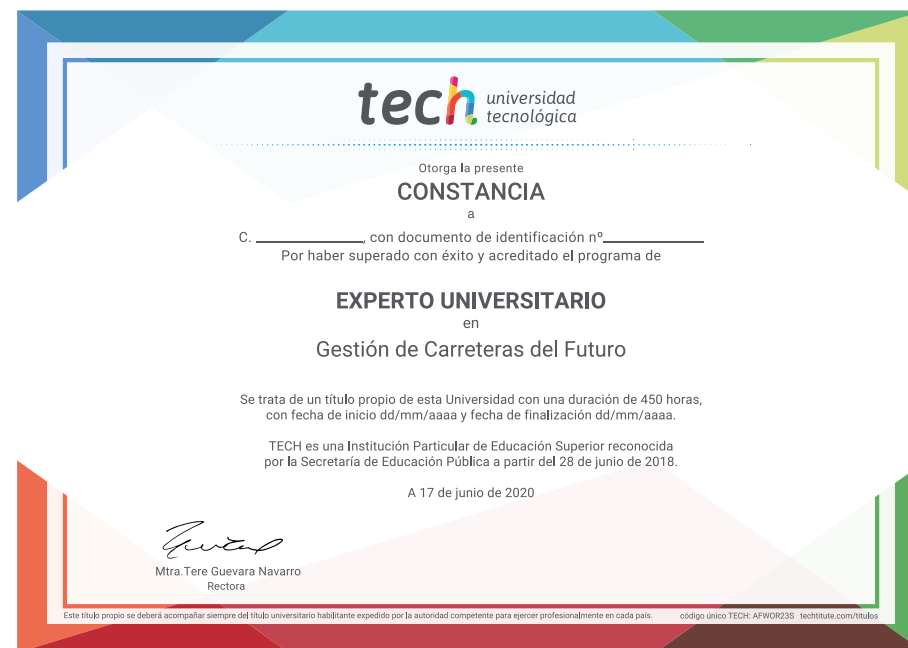 tech universidad
tecnológica
Otorga la presente
CONSTANCIA
a
C. ____________, con documento de identificación nº____________
Por haber superado con éxito y acreditado el programa de
EXPERTO UNIVERSITARIO
en
Gestión de Carreteras del Futuro
Se trata de un título propio de esta Universidad con una duración de 450 horas,
con fecha de inicio dd/mm/aaaa y fecha de finalización dd/mm/aaaa.
TECH es una Institución Particular de Educación Superior reconocida
por la Secretaría de Educación Pública a partir del 28 de junio de 2018.
A 17 de junio de 2020
Mtra.Tere Guevara Navarro
Rectora
Este título propio se deberá acompañar siempre del título universitario habilitante expedido por la autoridad competente para ejercer profesionalmente en cada país. código único TECH: AFWOR23S techtitute.com/titulos